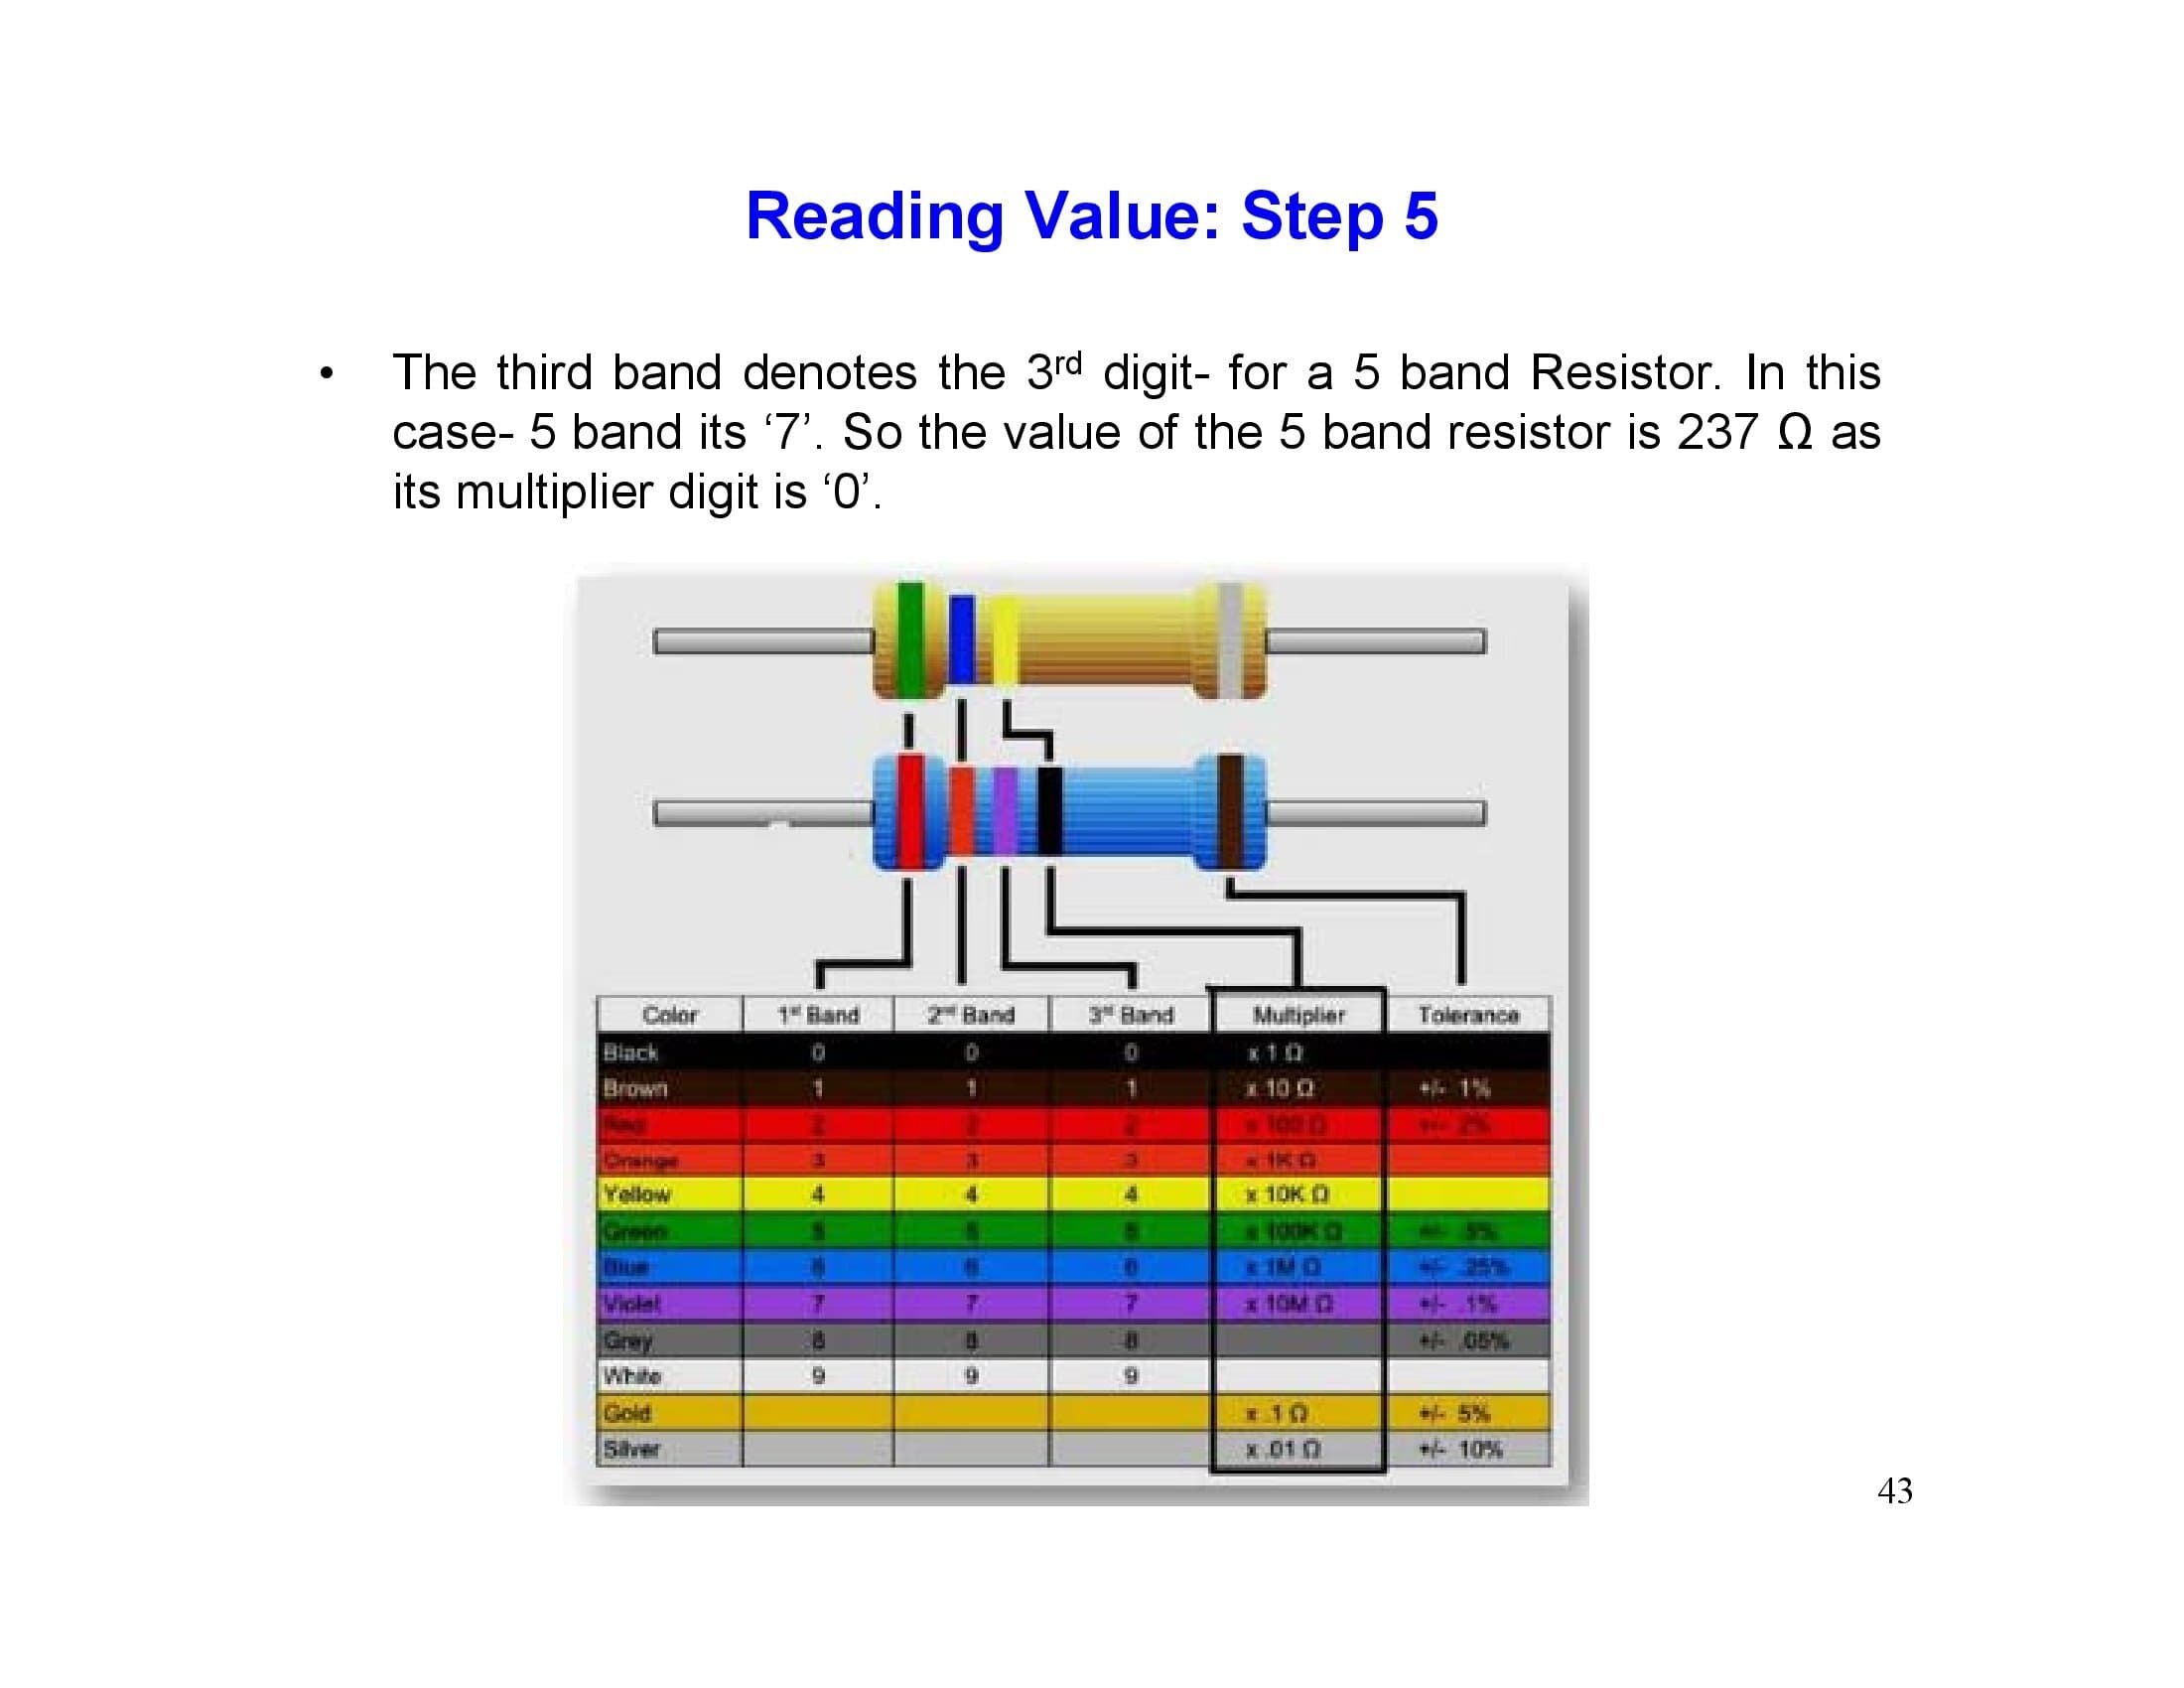 Reading Value: Step 5
• The third band denotes the 3rd digit- for a 5 band Resistor. In this
case- 5 band its ‘7’. So the value of the 5 band resistor is 237 Ω as
its multiplier digit is ‘0’.
Color 1st Band 2nd Band 3rd Band Multiplier Tolerance
Black 0 0 0 x 1 Ω
Brown 1 1 1 x 10 Ω +/- 1%
Red 2 2 2 x 100 Ω +/- 2%
Orange 3 3 3 x 1K Ω
Yellow 4 4 4 x 10K Ω
Green 5 5 5 x 100K Ω +/- .5%
Blue 6 6 6 x 1M Ω +/- .25%
Violet 7 7 7 x 10M Ω +/- .1%
Grey 8 8 8 +/- .05%
White 9 9 9
Gold x .1 Ω +/- 5%
Silver x .01 Ω +/- 10%
43